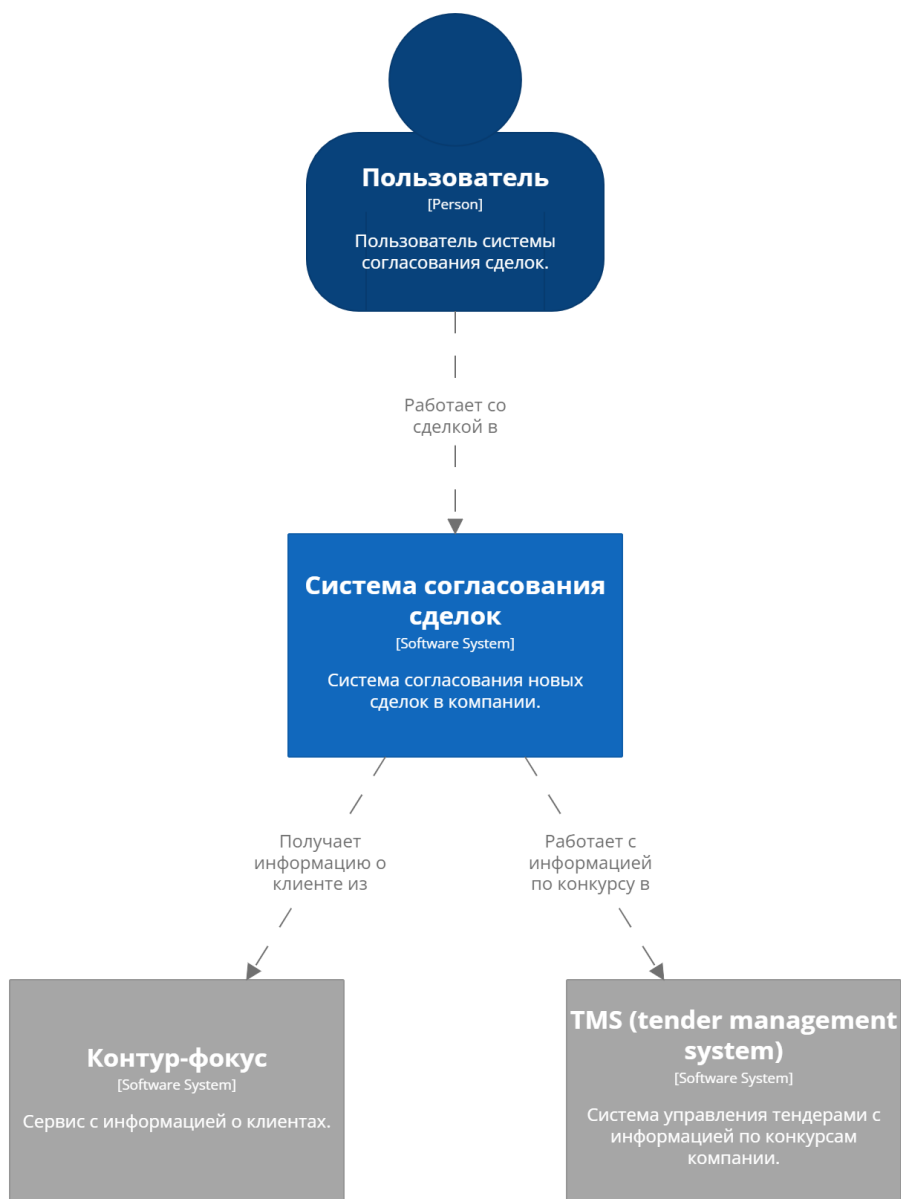 Пользователь
[Person]
Пользователь системы
согласования сделок.
Работает со
сделкой в
Система согласования
сделок
[Software System]
Система согласования новых
сделок в компании.
Получает
информацию о
клиенте из
Работает с
информацией
по конкурсу в
Контур-фокус
[Software System]
Сервис с информацией о клиентах.
TMS (tender management
system)
[Software System]
Система управления тендерами с
информацией по конкурсам
компании.